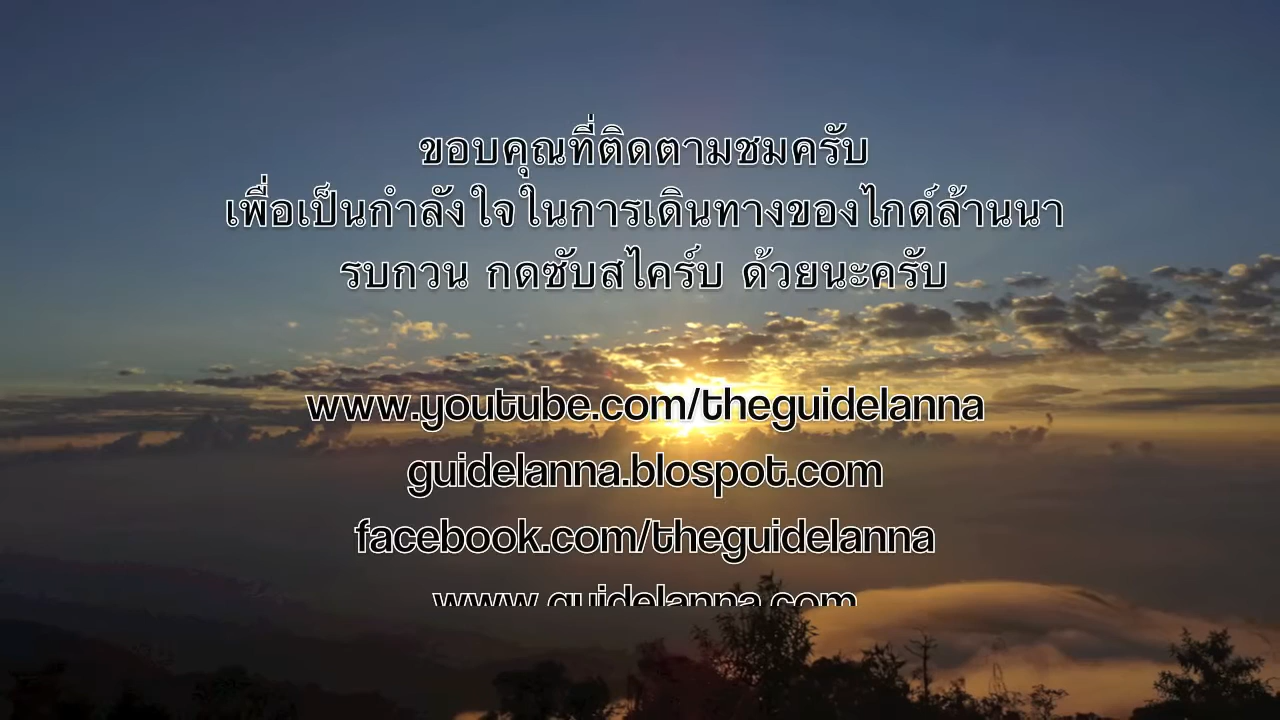 ขอบคุณที่ติดตามชมครับ
เพื่อเป็นกำลังใจในการเดินทางของไกด์ล้านนา
รบกวน กดซับสไคร์บ ด้วยนะครับ
www.youtube.com/theguidelanna
guidelanna.blospot.com
facebook.com/theguidelanna
www.guidelanna.com